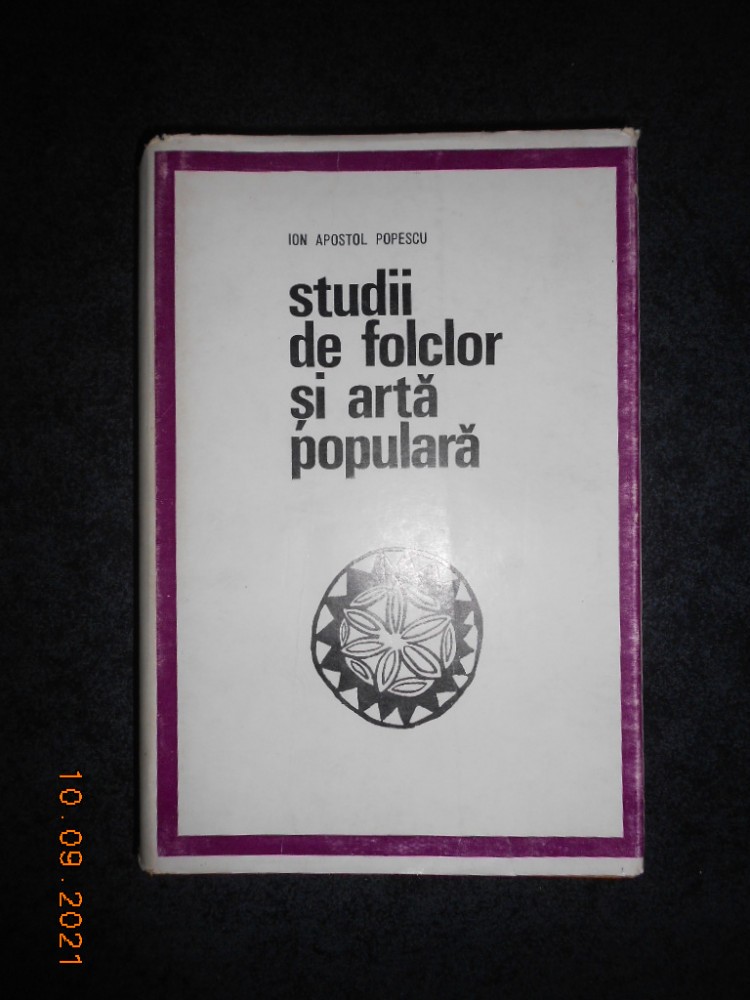 ION APOSTOL POPESCU
studii
de folclor
și artă
populară
10.09.2021